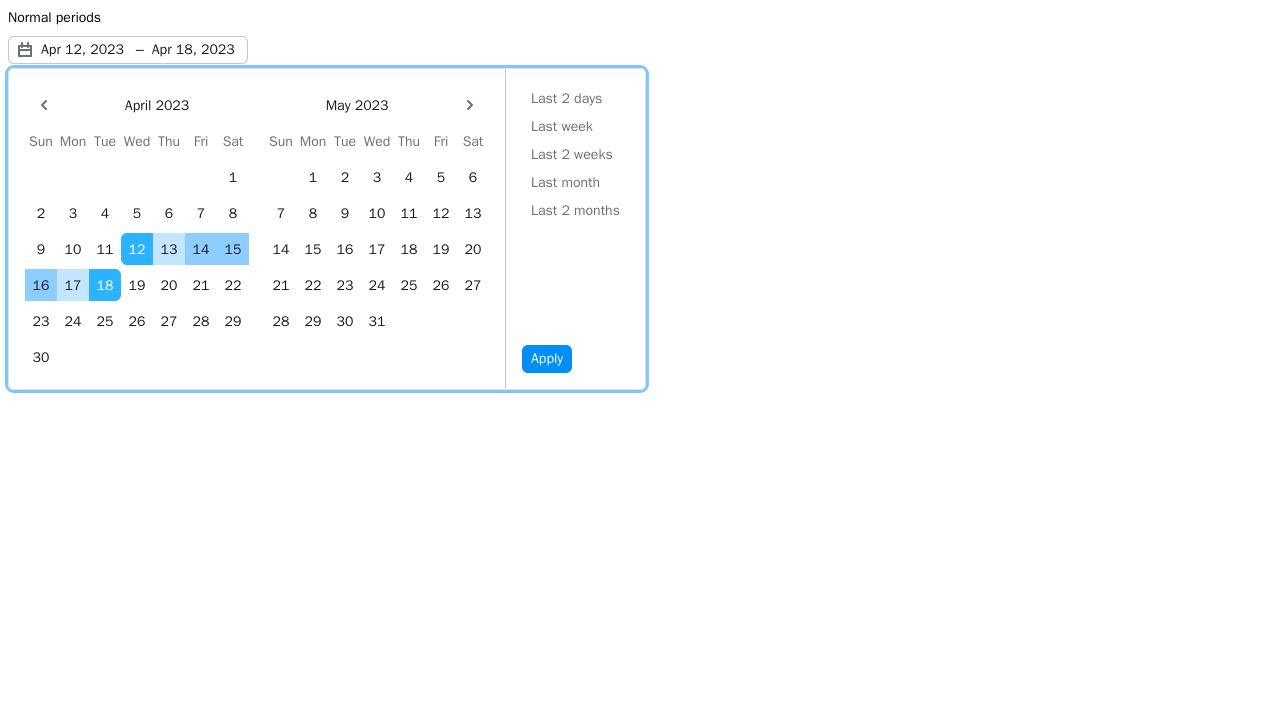 Normal periods
Apr 12, 2023 – Apr 18, 2023
April 2023
Sun Mon Tue Wed Thu Fri Sat
1
2 3 4 5 6 7 8
9 10 11 12 13 14 15
16 17 18 19 20 21 22
23 24 25 26 27 28 29
30
May 2023
Sun Mon Tue Wed Thu Fri Sat
1 2 3 4 5 6
7 8 9 10 11 12 13
14 15 16 17 18 19 20
21 22 23 24 25 26 27
28 29 30 31
Last 2 days
Last week
Last 2 weeks
Last month
Last 2 months
Apply